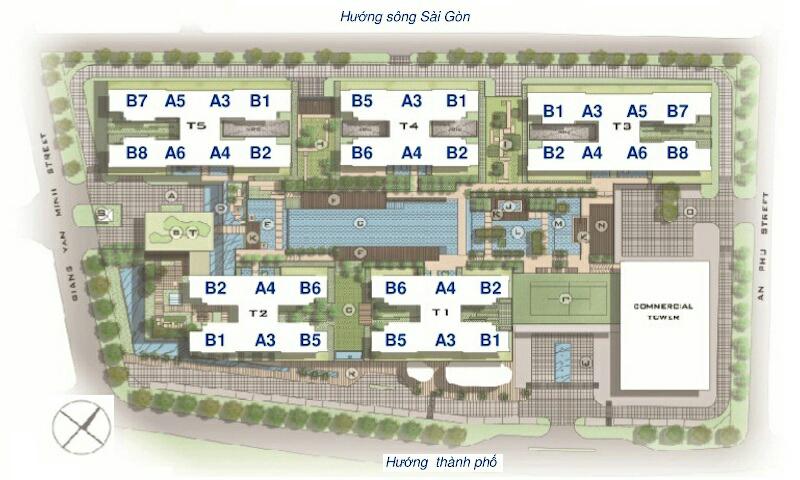 Hướng sông Sài Gòn
B7 A5 A3 B1
T5
B8 A6 A4 B2
B5 A3 B1
T4
B6 A4 B2
B1 A3 A5 B7
T3
B2 A4 A6 B8
GIANG VAN MINH STREET
AN PHU STREET
A
S
B T
D
E
K
F
G
F
K
J
L
M
K
N
O
B2 A4 B6
T2
B1 A3 B5
C
B6 A4 B2
T1
B5 A3 B1
COMMERCIAL
TOWER
Hướng thành phố